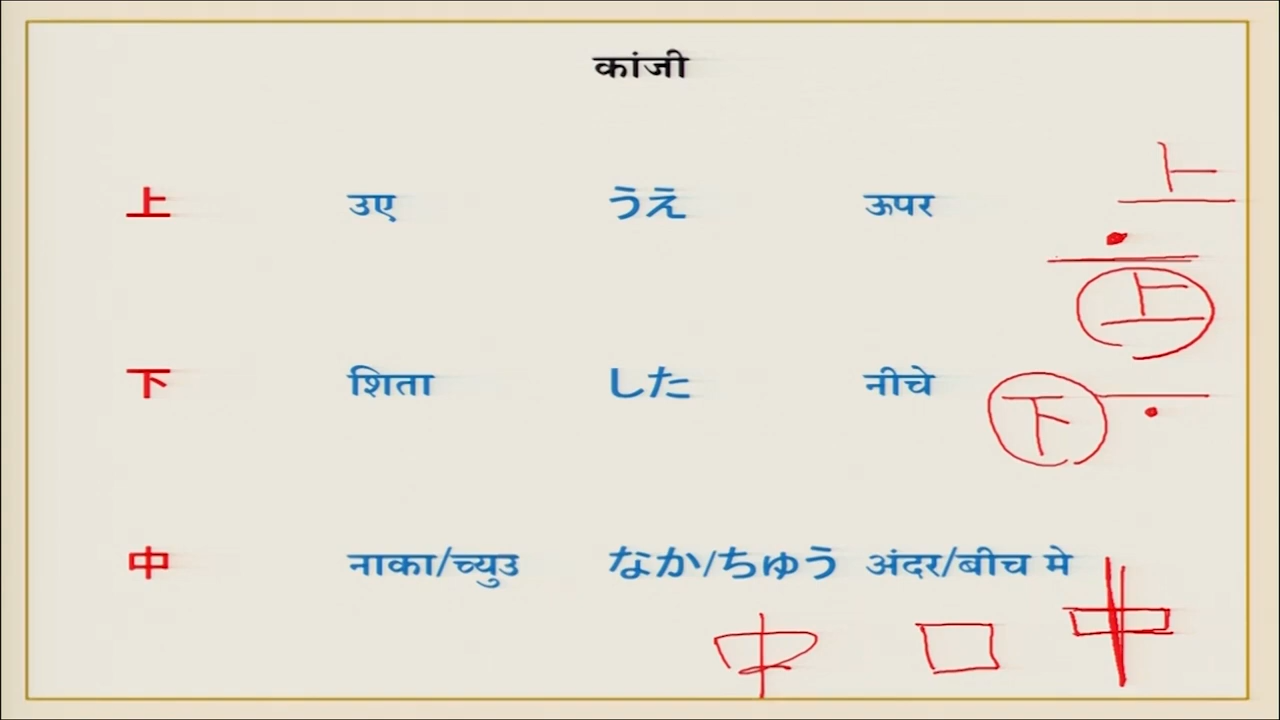 कांजी
上 उए うえ ऊपर
上
上
下 शिता した नीचे
下
中 नाका/च्युउ なか/ちゅう अंदर/बीच मे
中 口 中